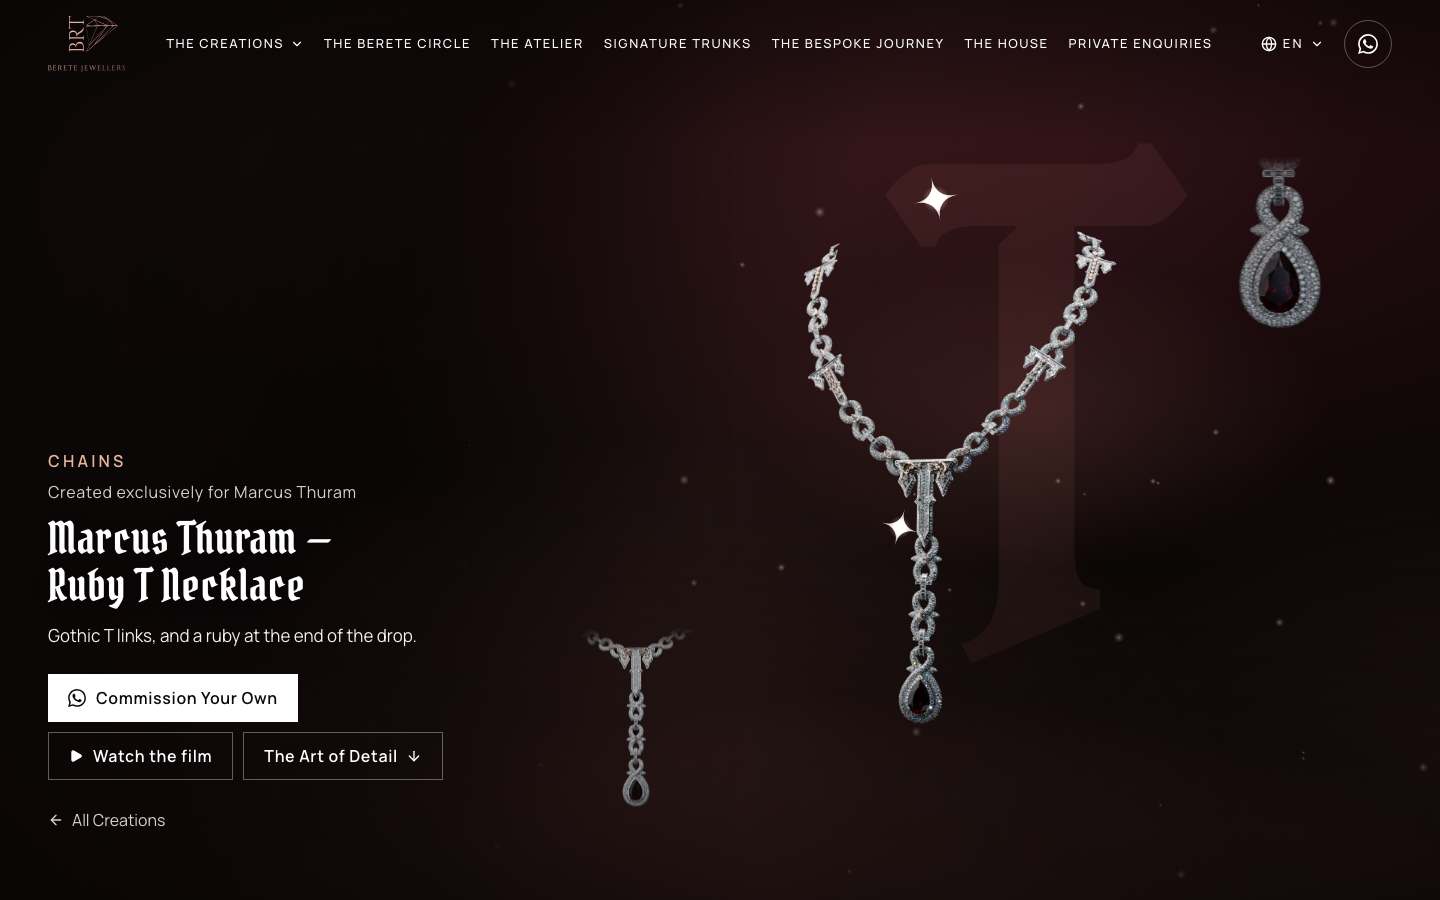 BRT
BERETE JEWELLERS
THE CREATIONS
THE BERETE CIRCLE
THE ATELIER
SIGNATURE TRUNKS
THE BESPOKE JOURNEY
THE HOUSE
PRIVATE ENQUIRIES
EN
T
CHAINS
Created exclusively for Marcus Thuram
Marcus Thuram –
Ruby T Necklace
Gothic T links, and a ruby at the end of the drop.
Commission Your Own
Watch the film
The Art of Detail
All Creations